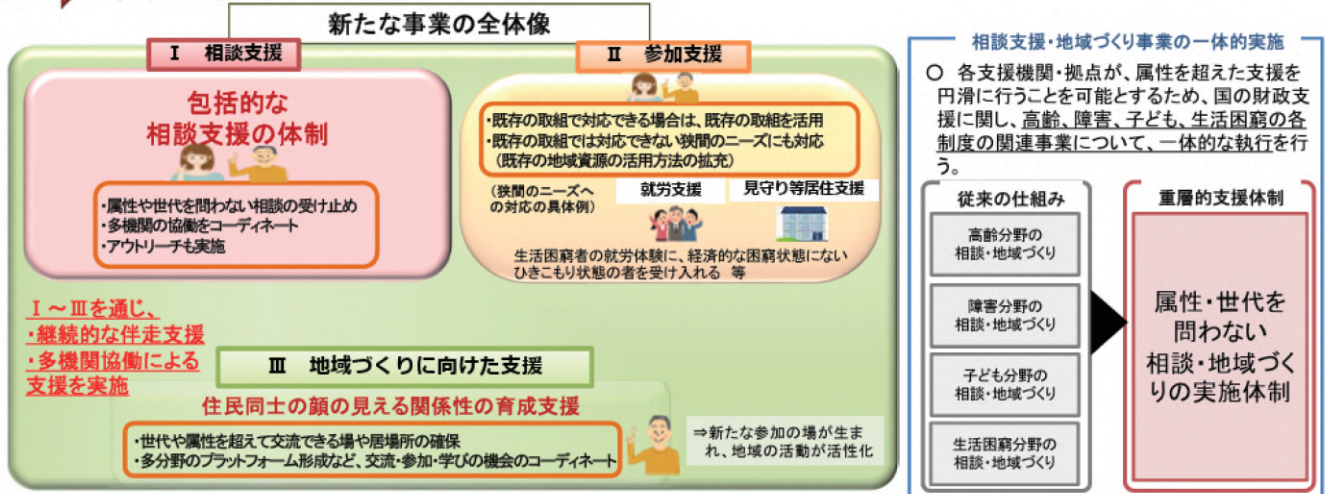 新たな事業の全体像
Ⅰ 相談支援
包括的な
相談支援の体制
・属性や世代を問わない相談の受け止め
・多機関の協働をコーディネート
・アウトリーチも実施
Ⅱ 参加支援
・既存の取組で対応できる場合は、既存の取組を活用
・既存の取組では対応できない狭間のニーズにも対応
（既存の地域資源の活用方法の拡充）
（狭間のニーズへ
の対応の具体例）
就労支援
見守り等居住支援
生活困窮者の就労体験に、経済的な困窮状態にない
ひきこもり状態の者を受け入れる 等
Ⅰ～Ⅲを通じ、
・継続的な伴走支援
・多機関協働による
支援を実施
Ⅲ 地域づくりに向けた支援
住民同士の顔の見える関係性の育成支援
・世代や属性を超えて交流できる場や居場所の確保
・多分野のプラットフォーム形成など、交流・参加・学びの機会のコーディネート
⇒新たな参加の場が生ま
れ、地域の活動が活性化
相談支援・地域づくり事業の一体的実施
○ 各支援機関・拠点が、属性を超えた支援を
円滑に行うことを可能とするため、国の財政支
援に関し、高齢、障害、子ども、生活困窮の各
制度の関連事業について、一体的な執行を行
う。
従来の仕組み
高齢分野の
相談・地域づくり
障害分野の
相談・地域づくり
子ども分野の
相談・地域づくり
生活困窮分野の
相談・地域づくり
重層的支援体制
属性・世代を
問わない
相談・地域づく
りの実施体制